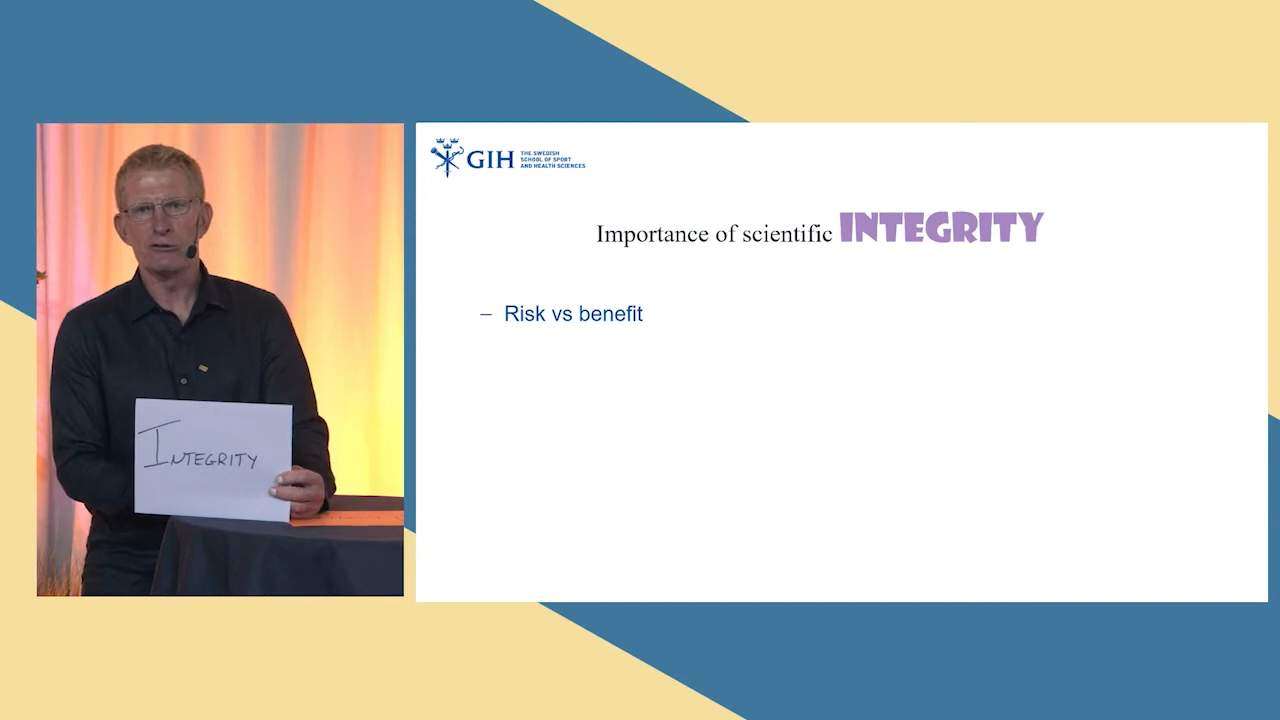 GIH
THE SWEDISH
SCHOOL OF SPORT
AND HEALTH SCIENCES
Importance of scientific INTEGRITY
– Risk vs benefit
INTEGRITY